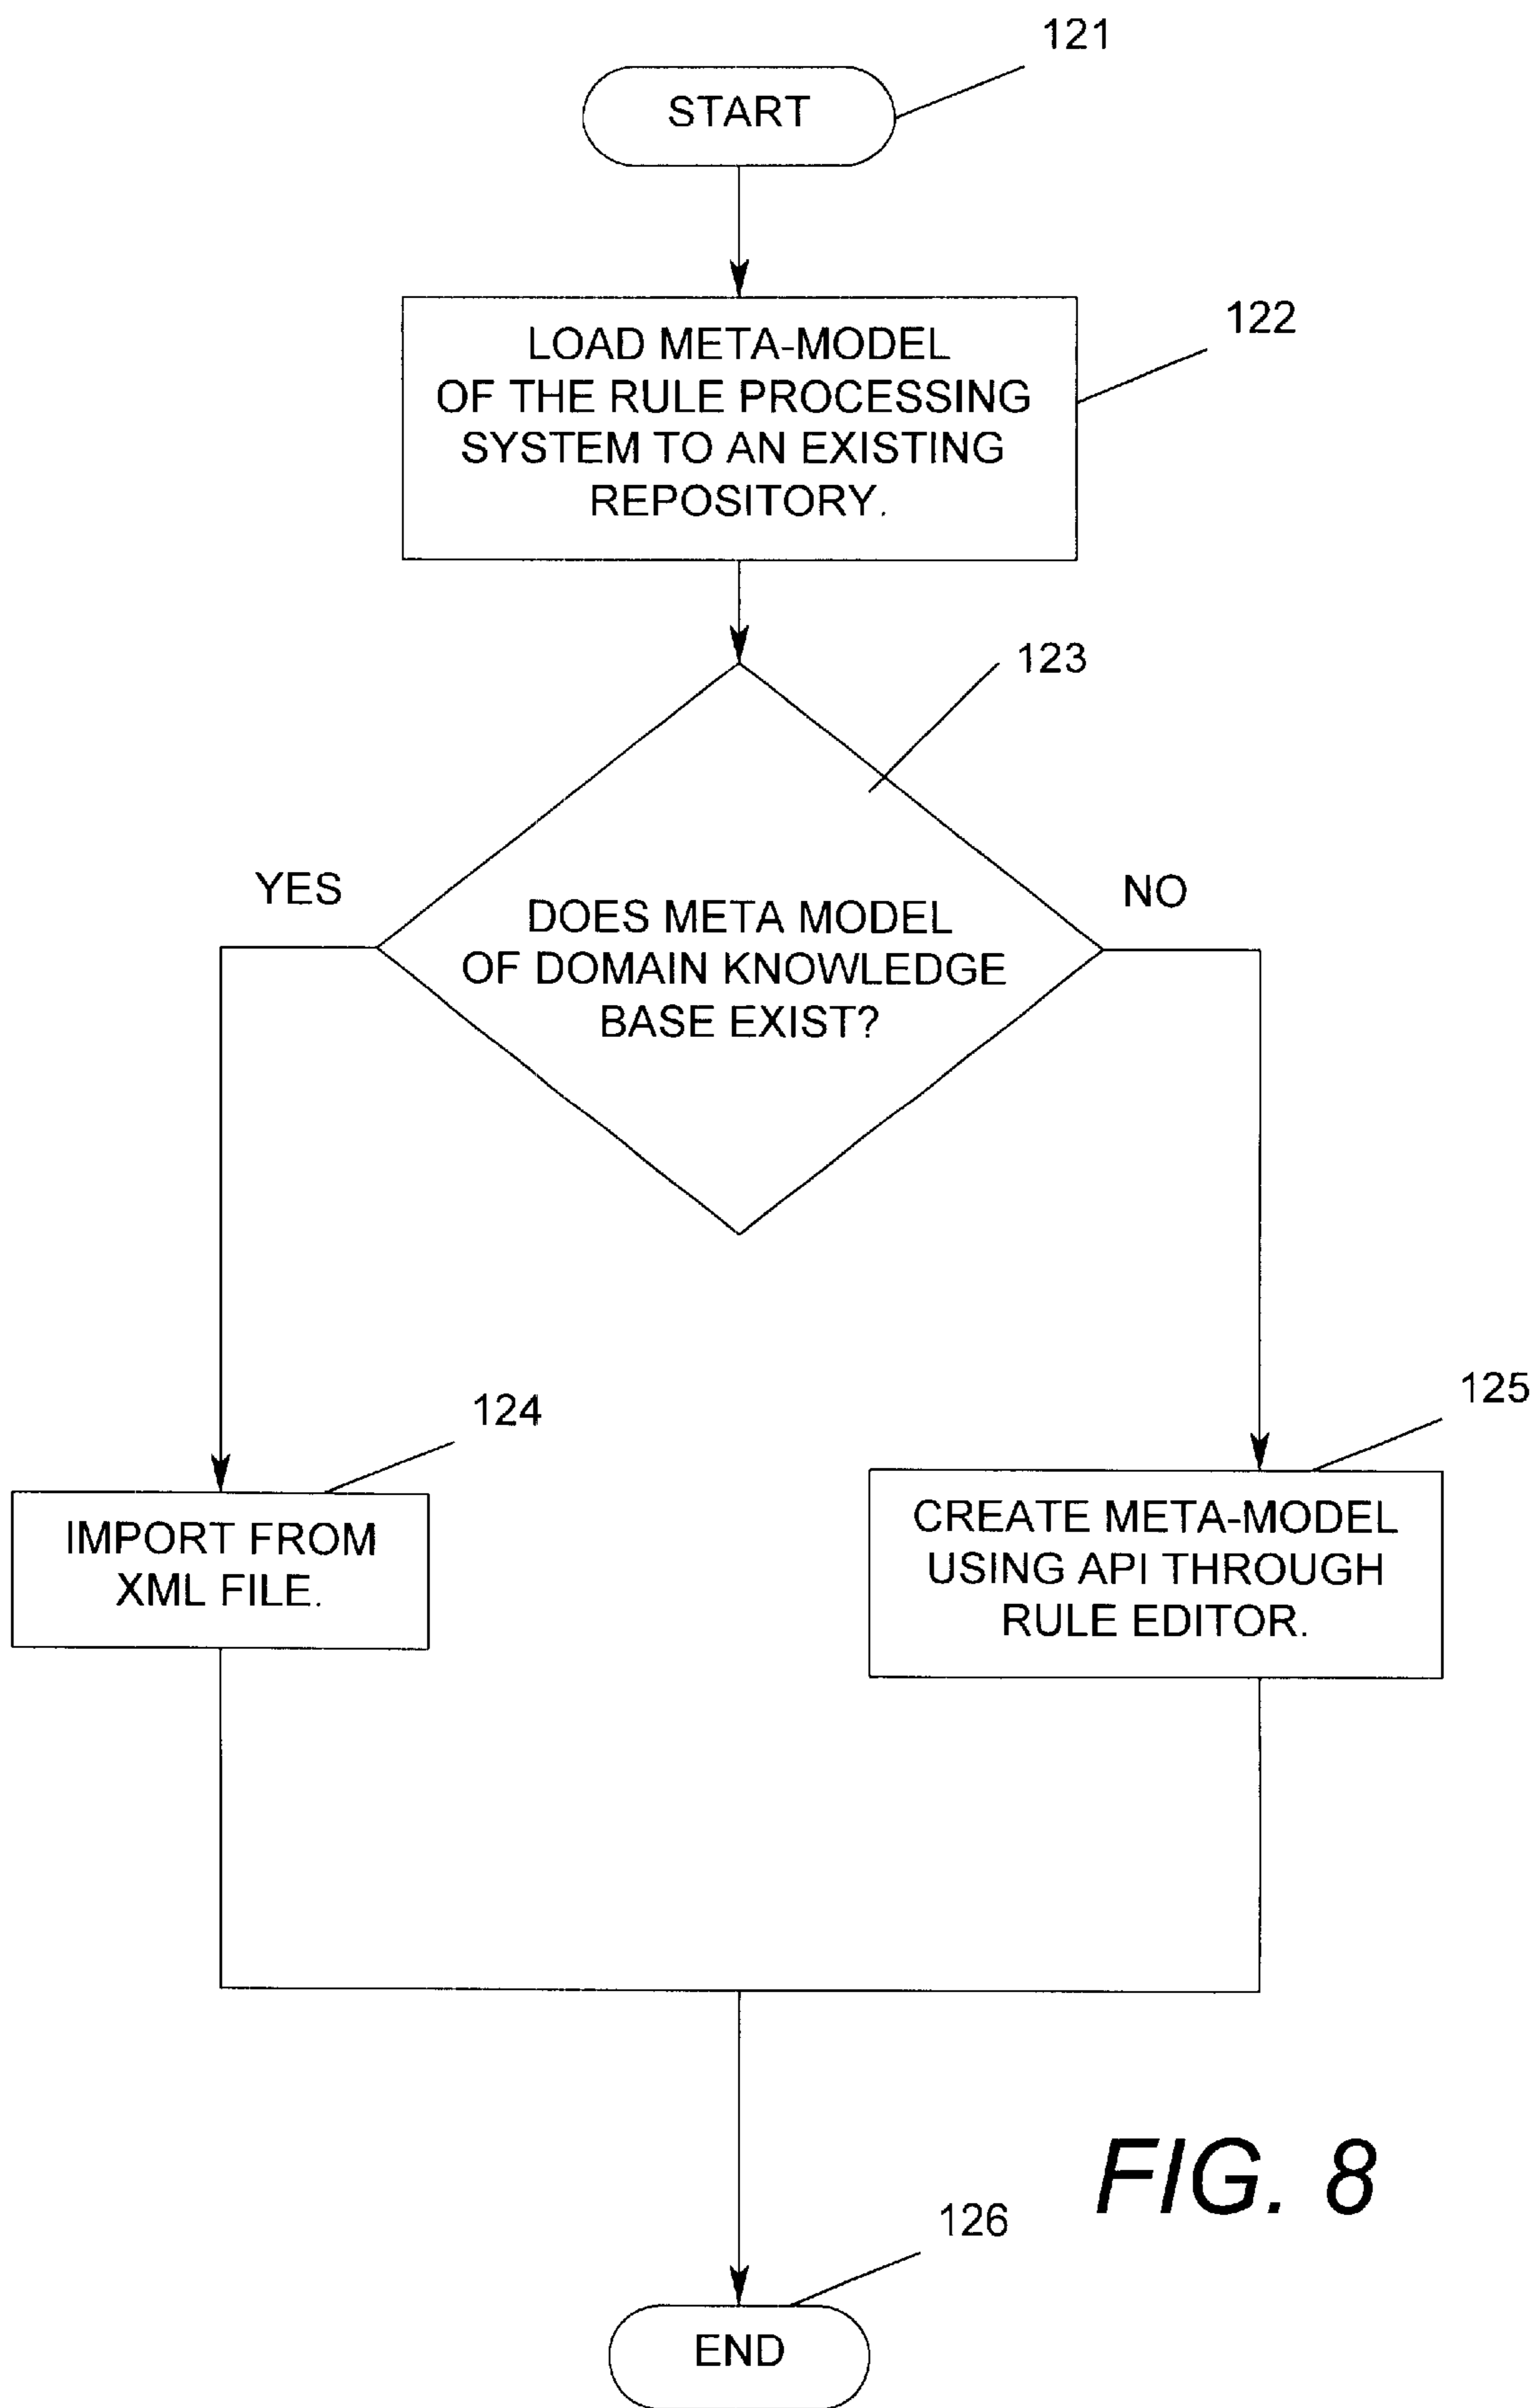 121
START
122
LOAD META-MODEL
OF THE RULE PROCESSING
SYSTEM TO AN EXISTING
REPOSITORY.
123
YES
NO
DOES META MODEL
OF DOMAIN KNOWLEDGE
BASE EXIST?
124
125
IMPORT FROM
XML FILE.
CREATE META-MODEL
USING API THROUGH
RULE EDITOR.
FIG. 8
126
END